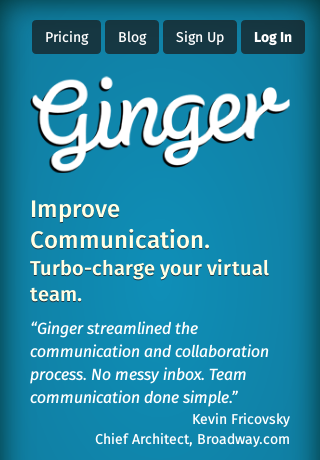 Pricing Blog Sign Up Log In
Ginger
Improve
Communication.
Turbo-charge your virtual
team.
“Ginger streamlined the
communication and collaboration
process. No messy inbox. Team
communication done simple.”
Kevin Fricovsky
Chief Architect, Broadway.com